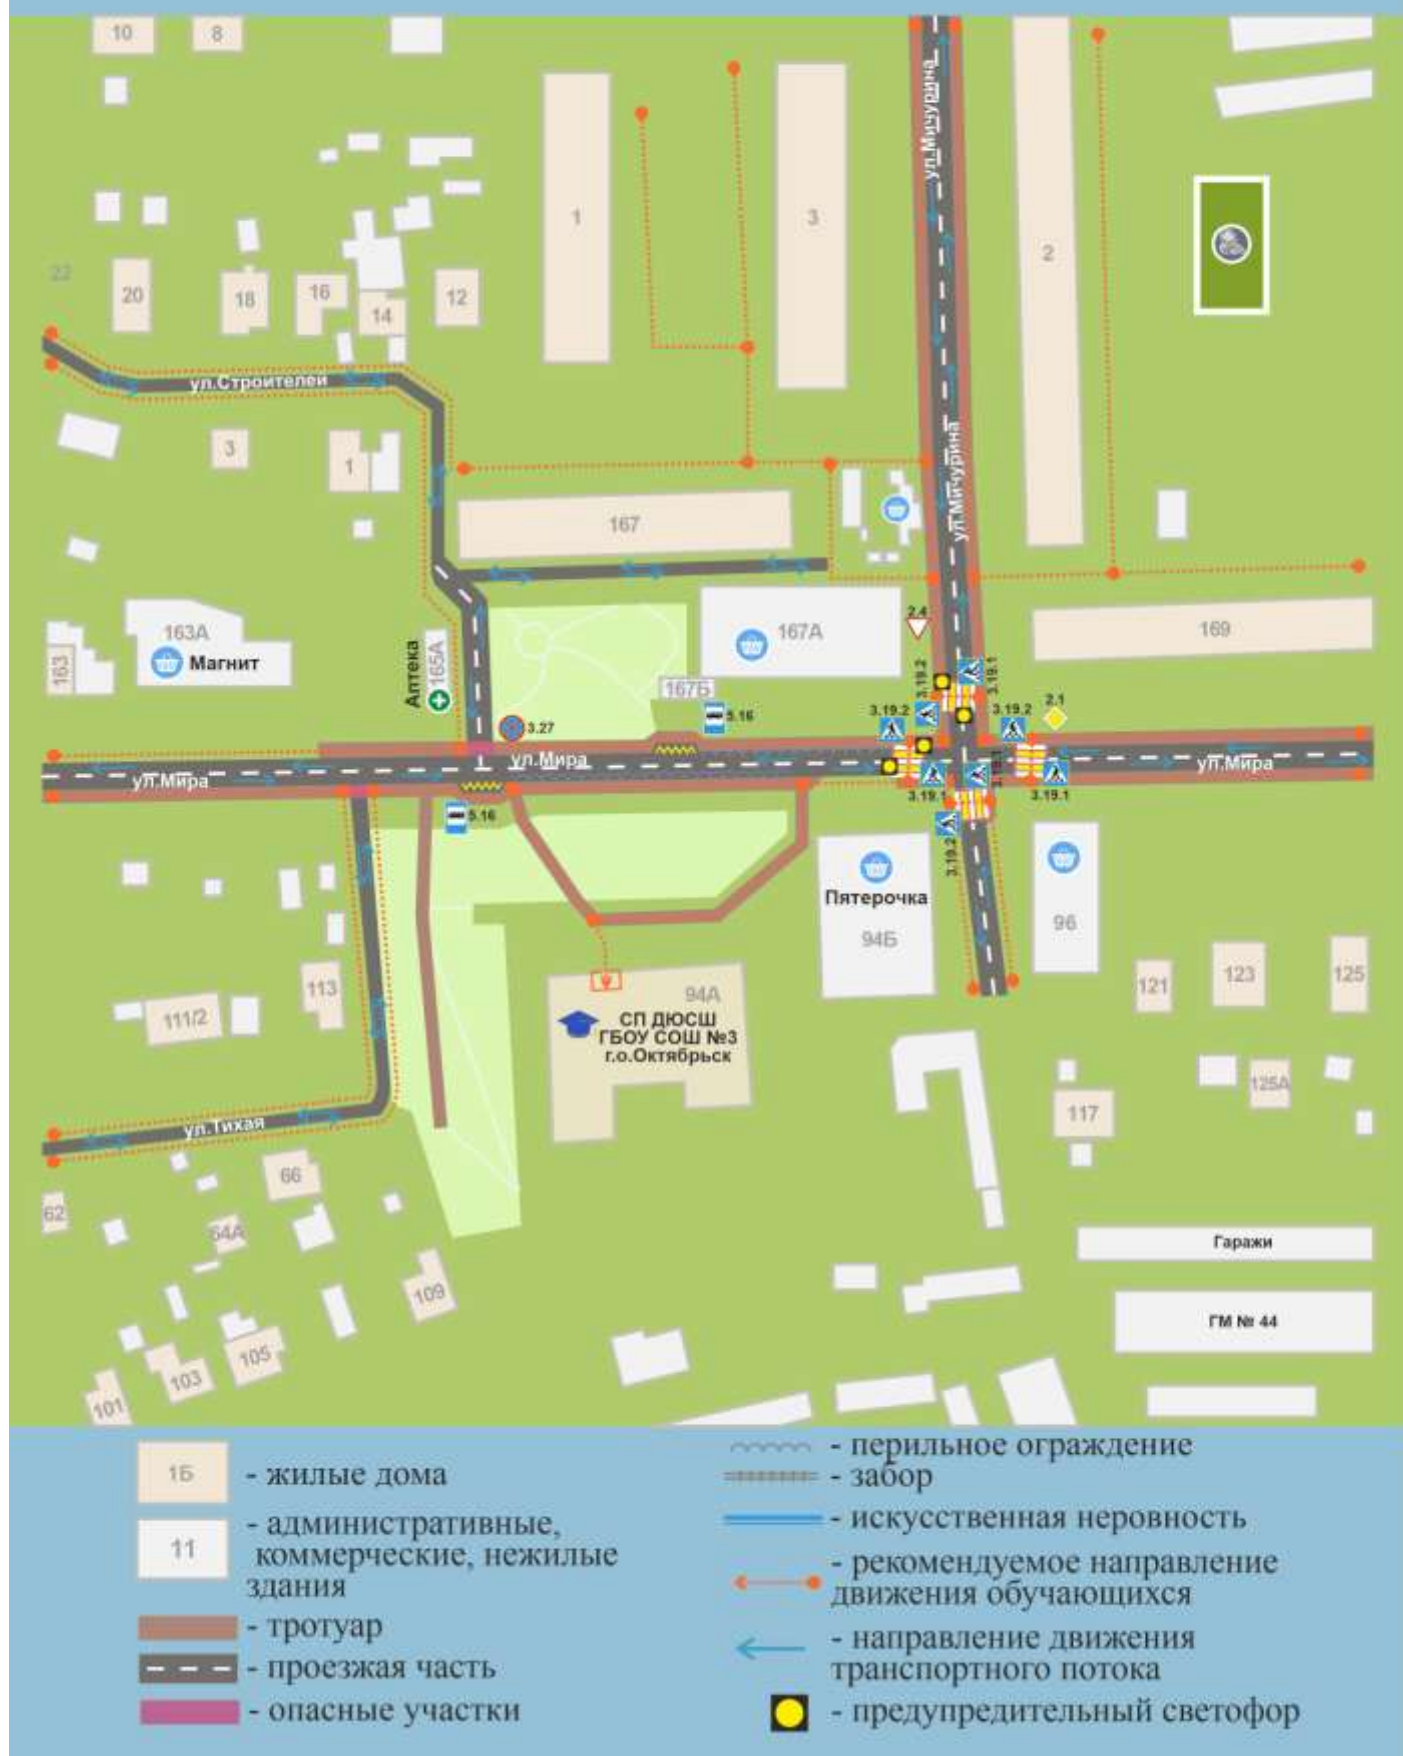 10
8
ул.Мичурина
1
3
2
22
20
18
16
14
12
ул.Строителей
3
1
ул.Мичурина
167
163А
Магнит
163
Аптека
165А
167А
169
2.4
167Б
5.16
3.27
3.19.2
3.19.1
3.19.2
3.19.2
2.1
ул.Мира
ул.Мира
ул.Мира
3.19.1
3.19.1
3.19.1
3.19.2
5.16
Пятерочка
94Б
96
113
111/2
94А
СП ДЮСШ
ГБОУ СОШ №3
г.о.Октябрьск
121
123
125
125А
117
ул.Тихая
66
62
64А
109
105
103
101
Гаражи
ГМ № 44
1Б
- жилые дома
11
- административные,
коммерческие, нежилые
здания
- тротуар
- проезжая часть
- опасные участки
- перильное ограждение
- забор
- искусственная неровность
- рекомендуемое направление
движения обучающихся
- направление движения
транспортного потока
- предупредительный светофор